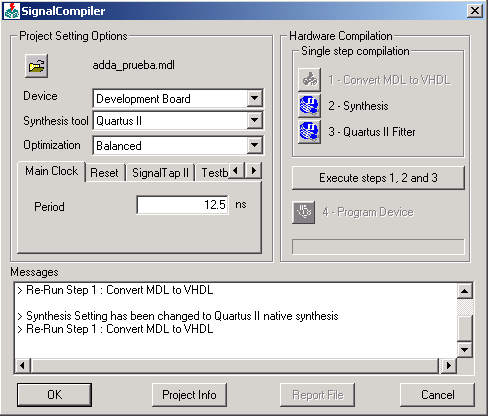 SignalCompiler
Project Setting Options
adda_prueba.mdl
Device
Development Board
Synthesis tool
Quartus II
Optimization
Balanced
Main Clock
Reset
SignalTap II
Testb
Period
12.5
ns
Hardware Compilation
Single step compilation
1 - Convert MDL to VHDL
2 - Synthesis
3 - Quartus II Fitter
Execute steps 1, 2 and 3
4 - Program Device
Messages
> Re-Run Step 1 : Convert MDL to VHDL
> Synthesis Setting has been changed to Quartus II native synthesis
> Re-Run Step 1 : Convert MDL to VHDL
OK
Project Info
Report File
Cancel